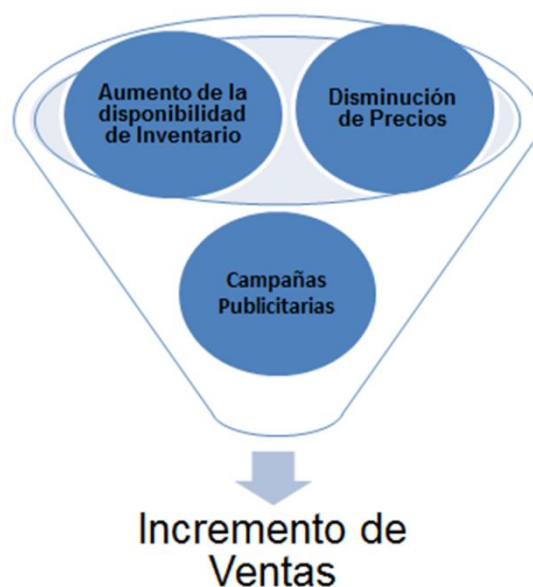 Aumento de la
disponibilidad
de Inventario
Disminución
de Precios
Campañas
Publicitarias
Incremento de
Ventas